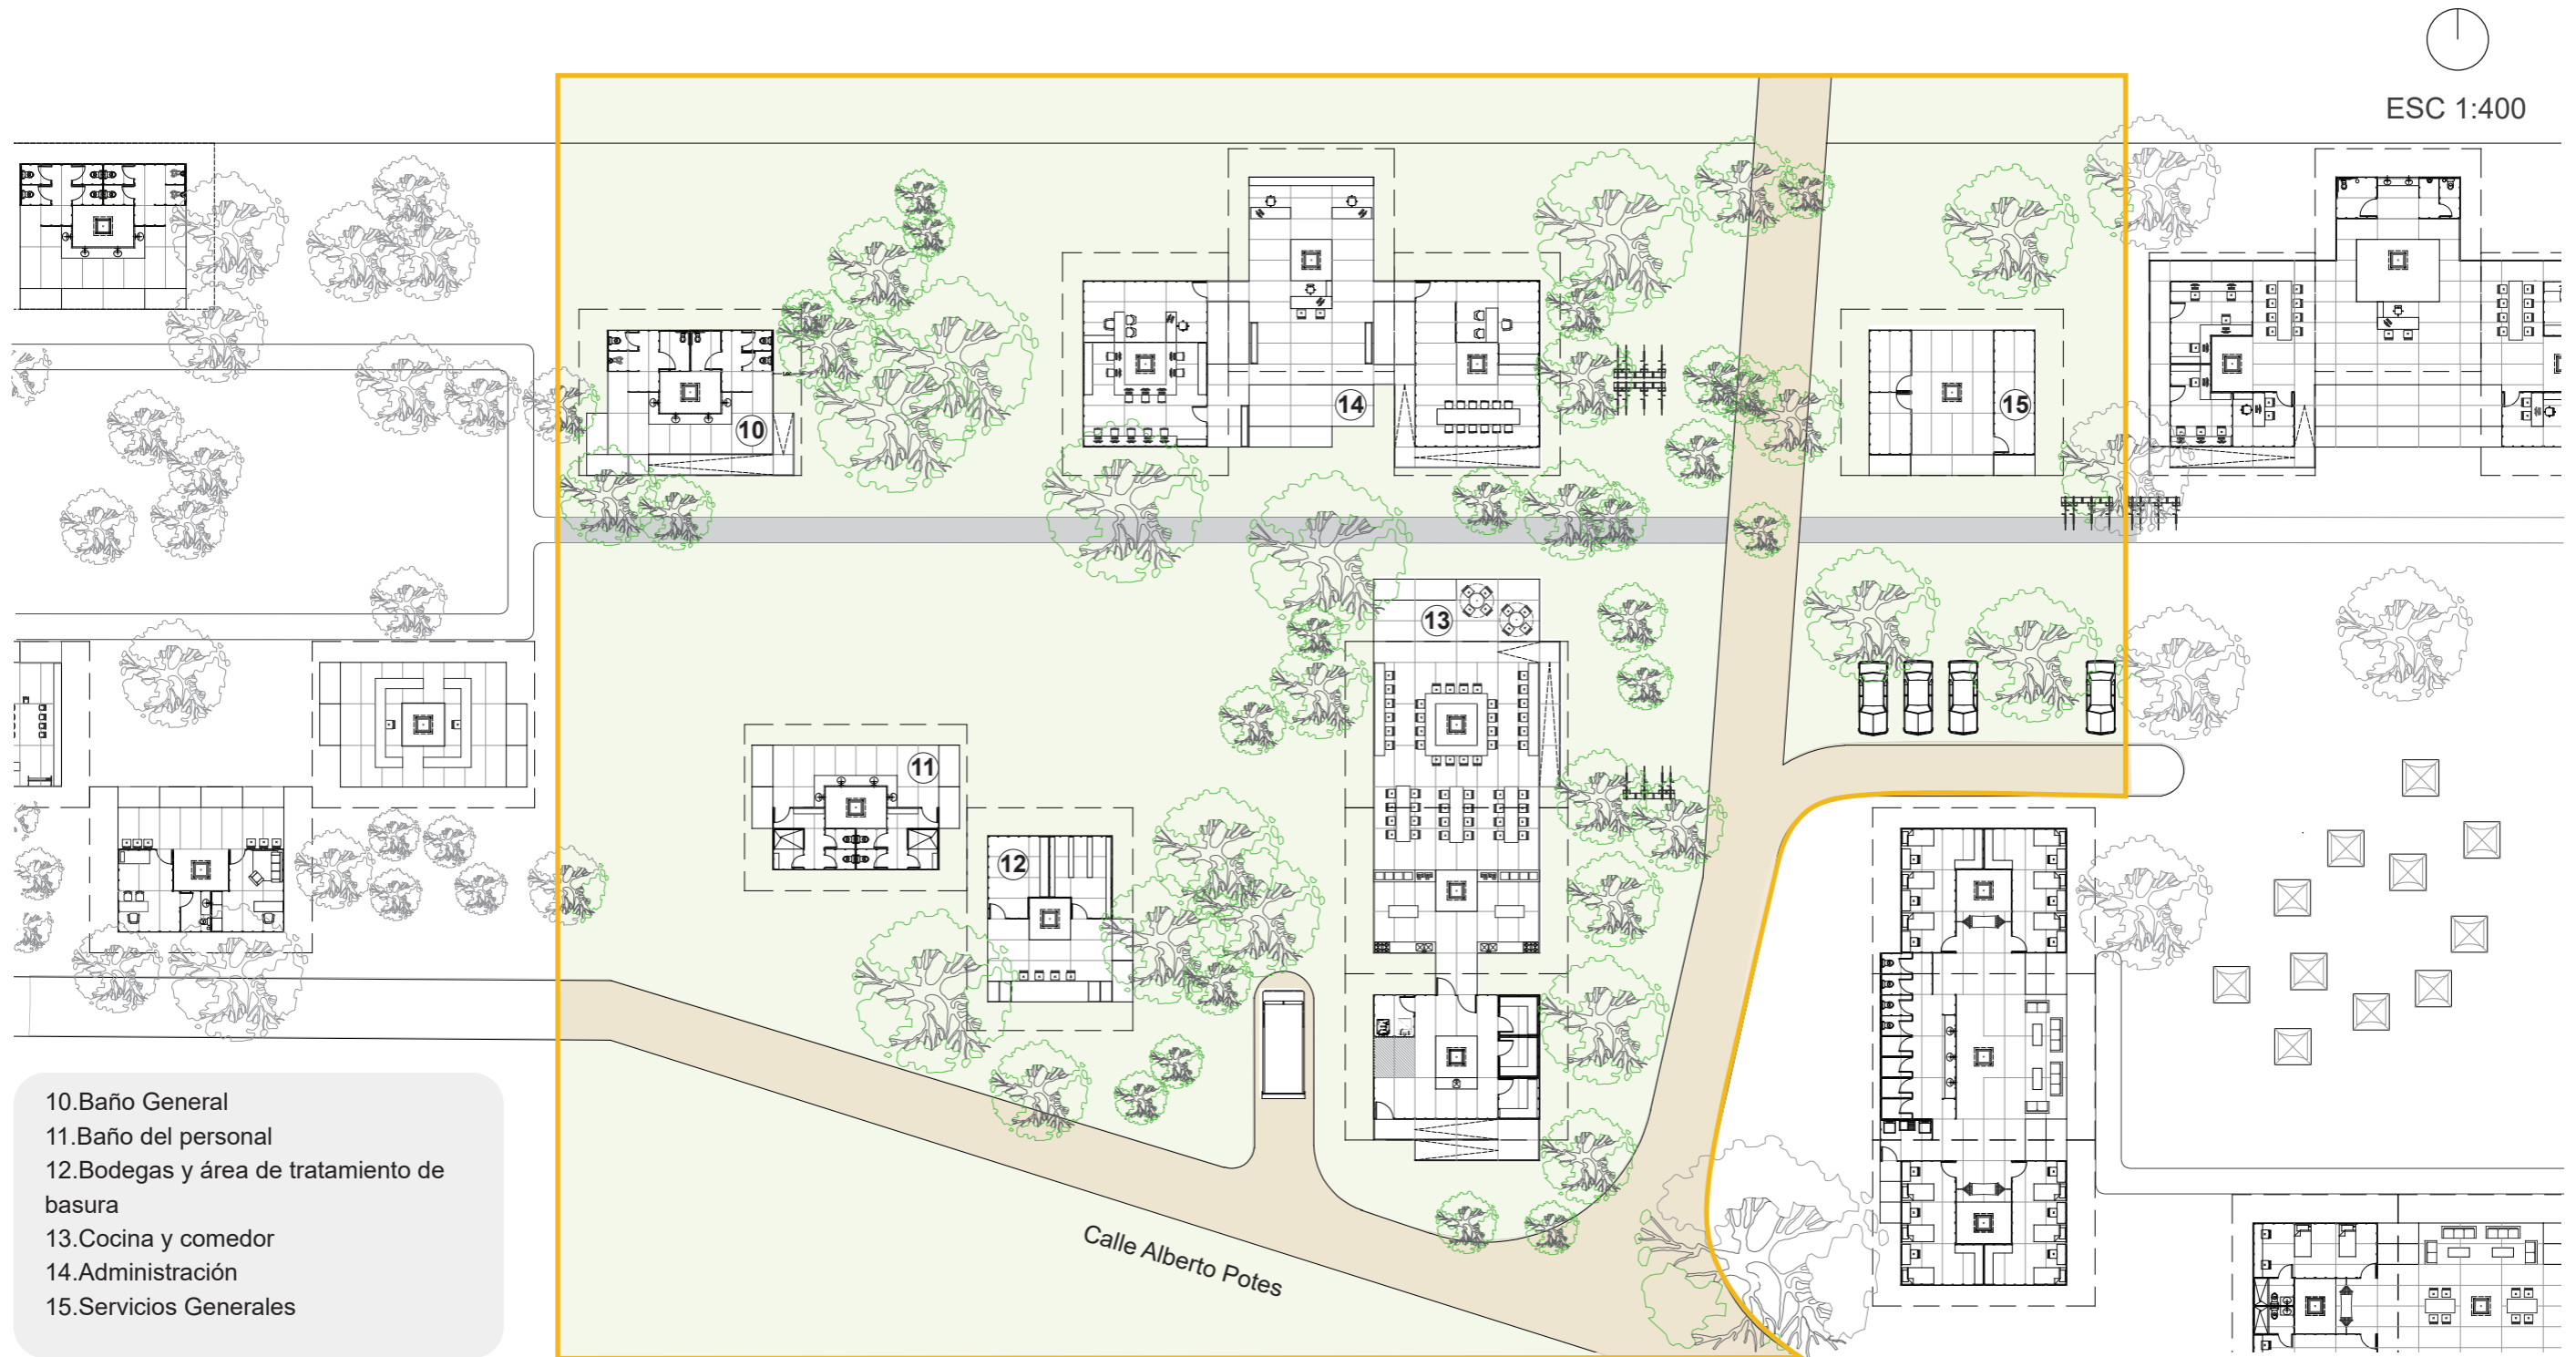 ESC 1:400
14
15
10
13
11
12
10.Baño General
11.Baño del personal
12.Bodegas y área de tratamiento de
basura
13.Cocina y comedor
14.Administración
15.Servicios Generales
Calle Alberto Potes